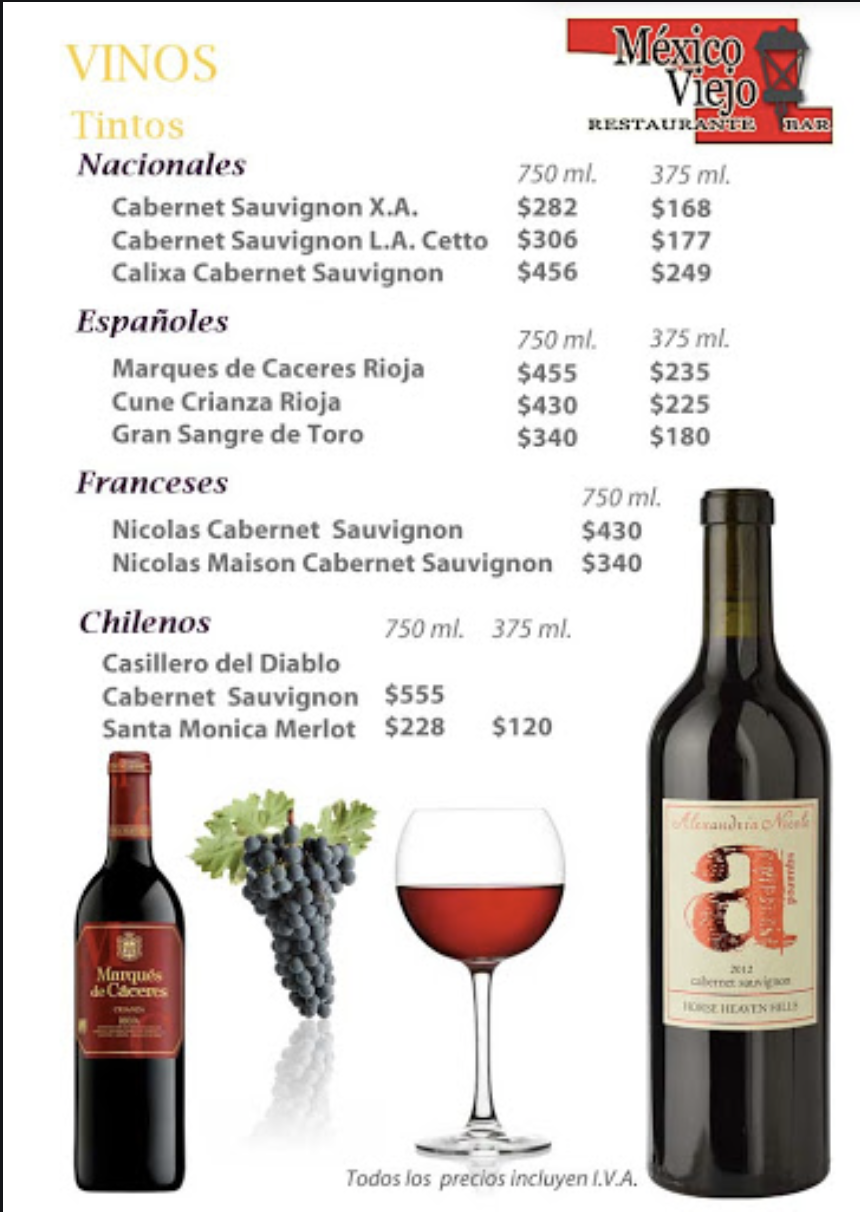 VINOS
México
Viejo
RESTAURANTE BAR
Tintos
Nacionales 750 ml. 375 ml.
Cabernet Sauvignon X.A. $282 $168
Cabernet Sauvignon L.A. Cetto $306 $177
Calixa Cabernet Sauvignon $456 $249
Españoles 750 ml. 375 ml.
Marques de Caceres Rioja $455 $235
Cune Crianza Rioja $430 $225
Gran Sangre de Toro $340 $180
Franceses 750 ml.
Nicolas Cabernet Sauvignon $430
Nicolas Maison Cabernet Sauvignon $340
Chilenos 750 ml. 375 ml.
Casillero del Diablo
Cabernet Sauvignon $555
Santa Monica Merlot $228 $120
Marqués
de Cáceres
CRIANZA
RIOJA
Alexandria Nicole
a
2012
cabernet sauvignon
HORSE HEAVEN HILLS
Todos los precios incluyen I.V.A.